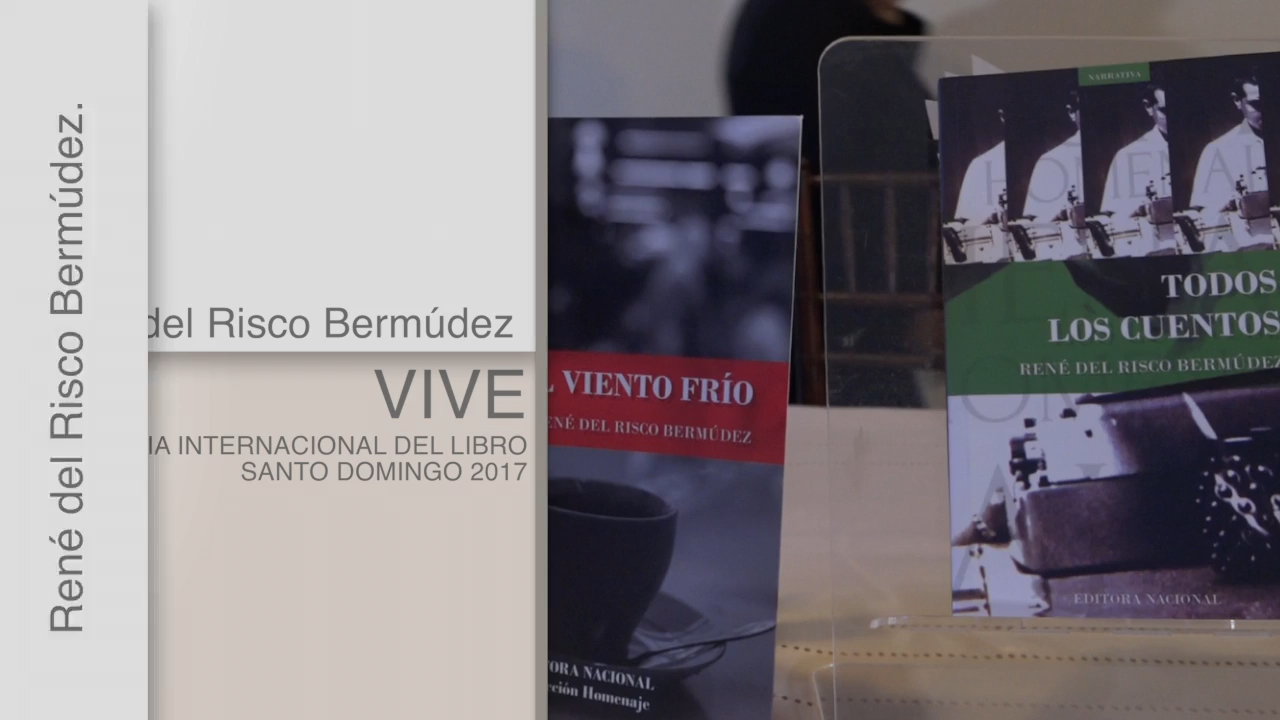 René del Risco Bermúdez.
del Risco Bermúdez
VIVE
IA INTERNACIONAL DEL LIBRO
SANTO DOMINGO 2017
VIENTO FRÍO
ENÉ DEL RISCO BERMÚDEZ
ORA NACIONAL
cción Homenaje
NARRATIVA
TODOS
LOS CUENTOS
RENÉ DEL RISCO BERMÚDEZ
EDITORA NACIONAL